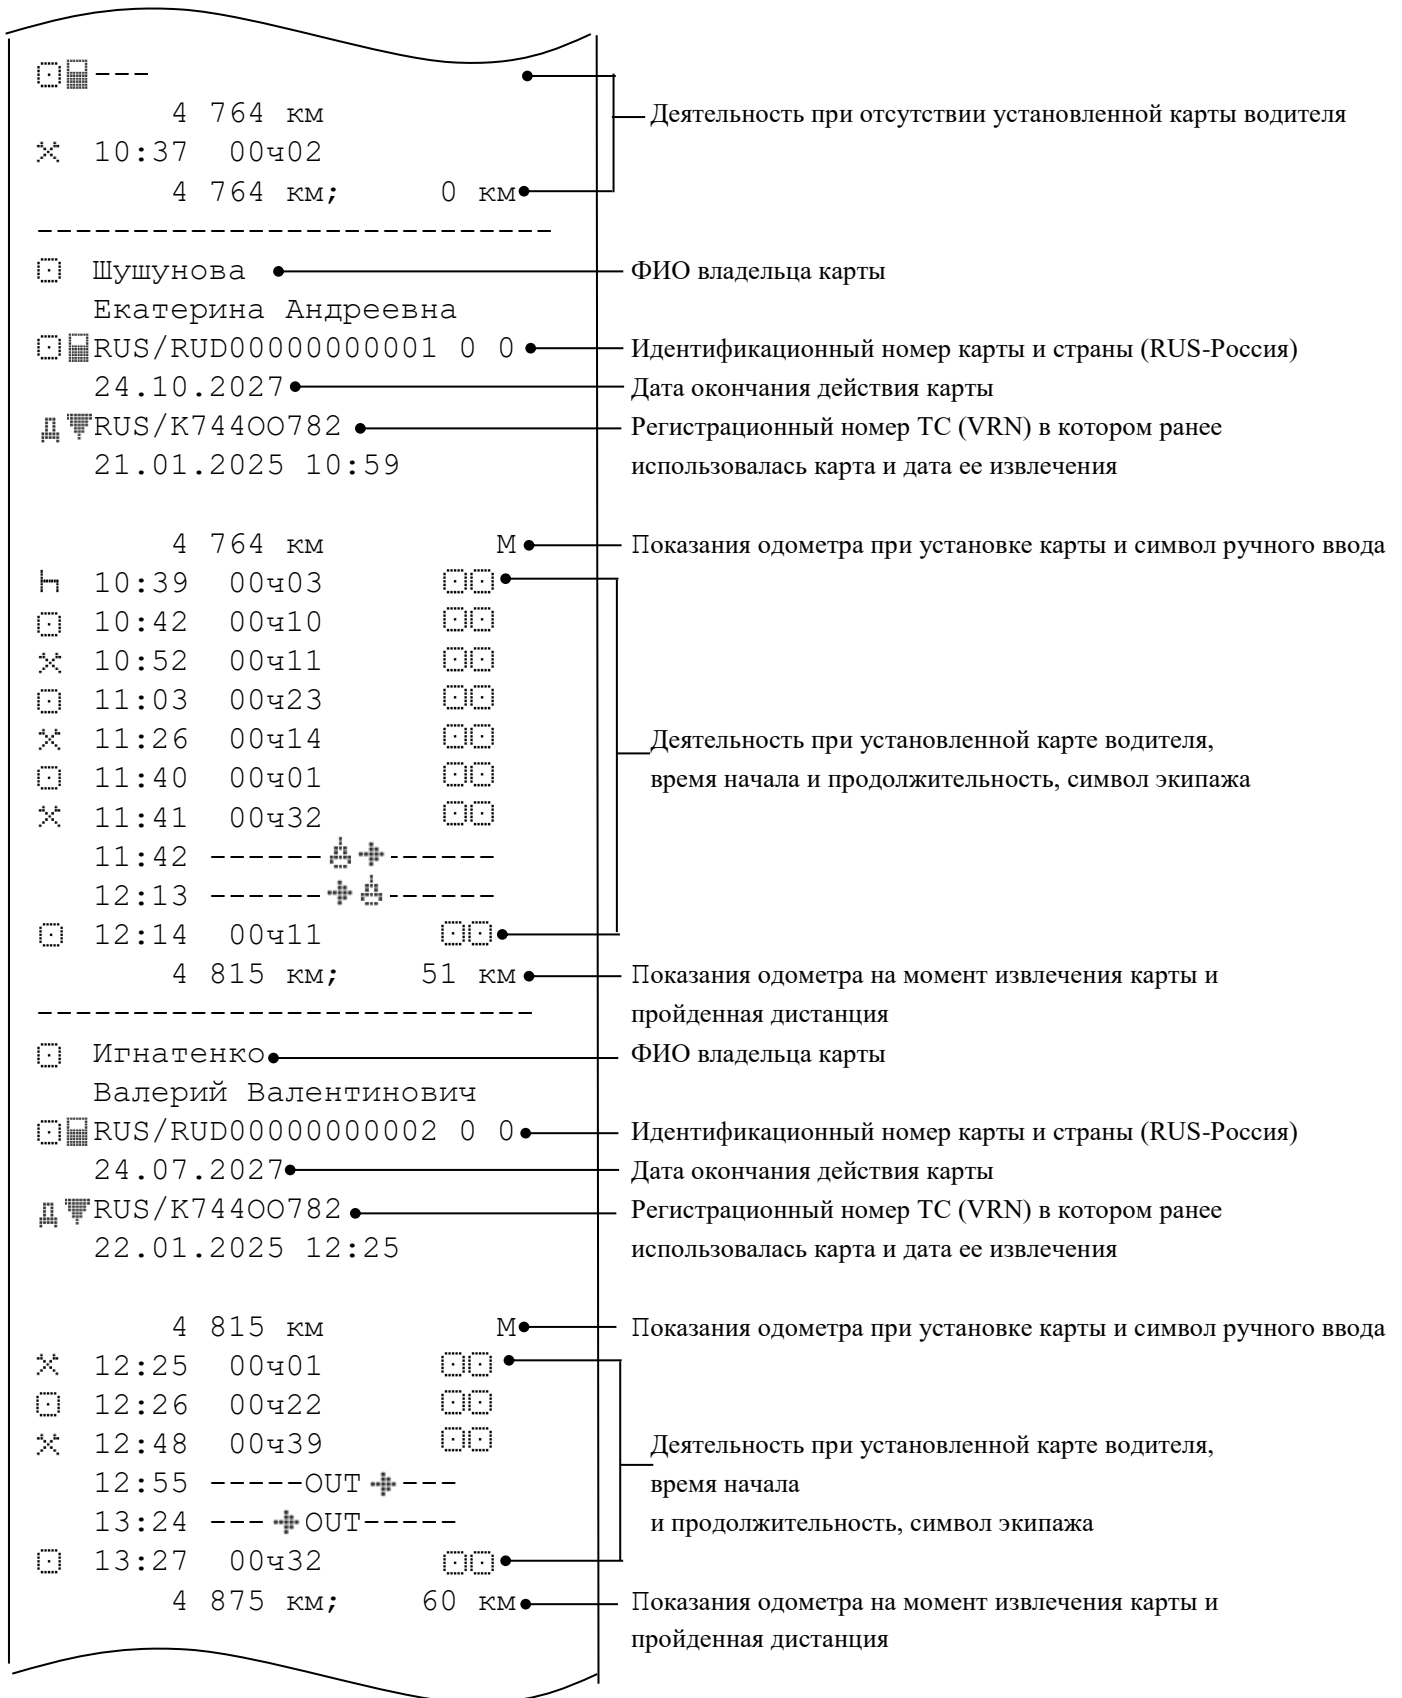 ---
4 764 км
Деятельность при отсутствии установленной карты водителя
10:37 00ч02
4 764 км; 0 км
---------------------------
Шушунова
ФИО владельца карты
Екатерина Андреевна
RUS/RUD00000000001 0 0
Идентификационный номер карты и страны (RUS-Россия)
24.10.2027
Дата окончания действия карты
Д RUS/K744OO782
Регистрационный номер ТС (VRN) в котором ранее
21.01.2025 10:59
использовалась карта и дата ее извлечения
4 764 км М
Показания одометра при установке карты и символ ручного ввода
10:39 00ч03
10:42 00ч10
10:52 00ч11
11:03 00ч23
11:26 00ч14
Деятельность при установленной карте водителя,
11:40 00ч01
время начала и продолжительность, символ экипажа
11:41 00ч32
11:42 ------ ------
12:13 ------ ------
12:14 00ч11
4 815 км; 51 км
Показания одометра на момент извлечения карты и
пройденная дистанция
--------------------------
Игнатенко
ФИО владельца карты
Валерий Валентинович
RUS/RUD00000000002 0 0
Идентификационный номер карты и страны (RUS-Россия)
24.07.2027
Дата окончания действия карты
Д RUS/K744OO782
Регистрационный номер ТС (VRN) в котором ранее
22.01.2025 12:25
использовалась карта и дата ее извлечения
4 815 км М
Показания одометра при установке карты и символ ручного ввода
12:25 00ч01
12:26 00ч22
12:48 00ч39
Деятельность при установленной карте водителя,
12:55 -----OUT ---
время начала
13:24 --- OUT-----
и продолжительность, символ экипажа
13:27 00ч32
4 875 км; 60 км
Показания одометра на момент извлечения карты и
пройденная дистанция